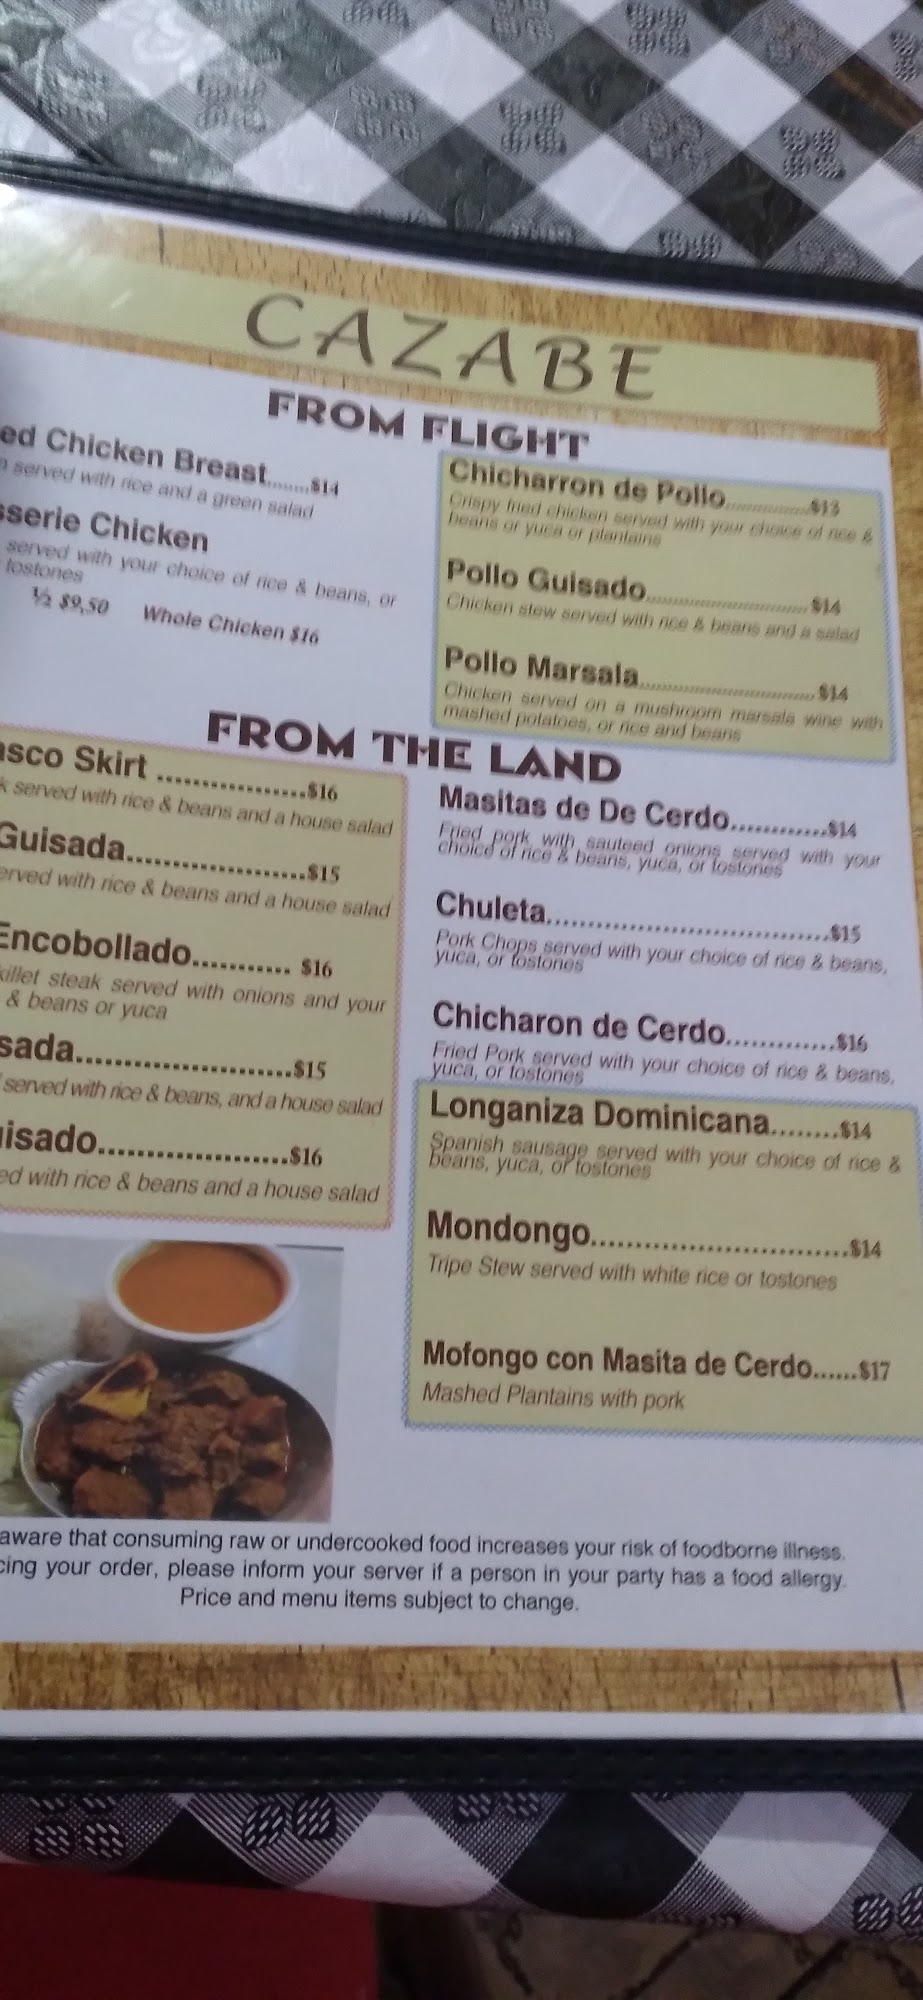 CAZABE
FROM FLIGHT
ed Chicken Breast........$14
served with rice and a green salad
sserie Chicken
served with your choice of rice & beans, or
tostones
½ $9,50 Whole Chicken $16
Chicharron de Pollo................$13
Crispy fried chicken served with your choice of rice &
beans or yuca or plantains
Pollo Guisado..............................$14
Chicken stew served with rice & beans and a salad
Pollo Marsala................................$14
Chicken served on a mushroom marsala wine with
mashed potatoes, or rice and beans
FROM THE LAND
asco Skirt ..................$16
k served with rice & beans and a house salad
Guisada.....................$15
erved with rice & beans and a house salad
Encobollado........... $16
killet steak served with onions and your
& beans or yuca
sada.......................$15
served with rice & beans, and a house salad
uisado....................$16
ed with rice & beans and a house salad
Masitas de De Cerdo............$14
Fried pork with sauteed onions served with your
choice of rice & beans, yuca, or tostones
Chuleta..................................$15
Pork Chops served with your choice of rice & beans,
yuca, or tostones
Chicharon de Cerdo.............$16
Fried Pork served with your choice of rice & beans,
yuca, or tostones
Longaniza Dominicana........$14
Spanish sausage served with your choice of rice &
beans, yuca, or tostones
Mondongo..............................$14
Tripe Stew served with white rice or tostones
Mofongo con Masita de Cerdo......$17
Mashed Plantains with pork
aware that consuming raw or undercooked food increases your risk of foodborne illness.
cing your order, please inform your server if a person in your party has a food allergy.
Price and menu items subject to change.